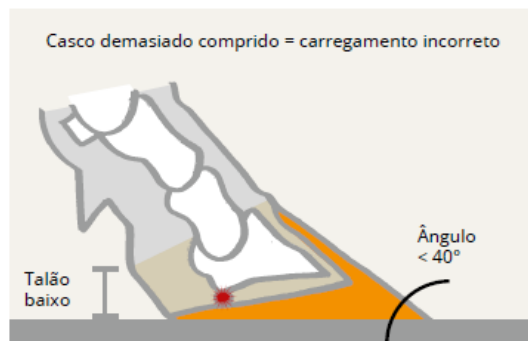 Casco demasiado comprido = carregamento incorreto
Ângulo
< 40°
Talão
baixo